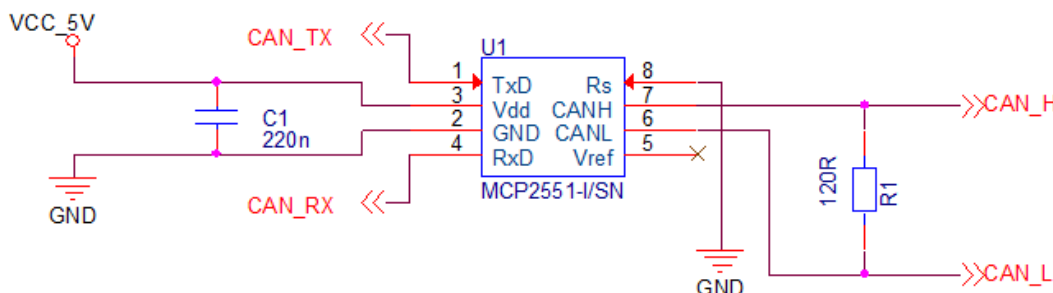 VCC_5V
CAN_TX
U1
1 TxD Rs 8
3 Vdd CANH 7
2 GND CANL 6
4 RxD Vref 5
MCP2551-I/SN
C1
220n
GND
CAN_RX
GND
120R
R1
CAN_H
CAN_L